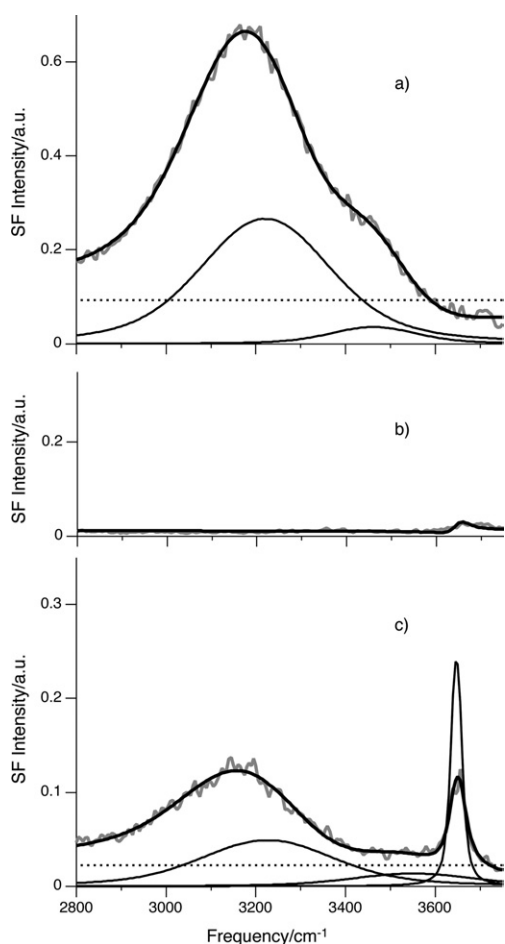 0.6
0.4
0.2
0
SF Intensity/a.u.
a)
0.2
0
SF Intensity/a.u.
b)
0.3
0.2
0.1
0
SF Intensity/a.u.
c)
2800 3000 3200 3400 3600
Frequency/cm⁻¹